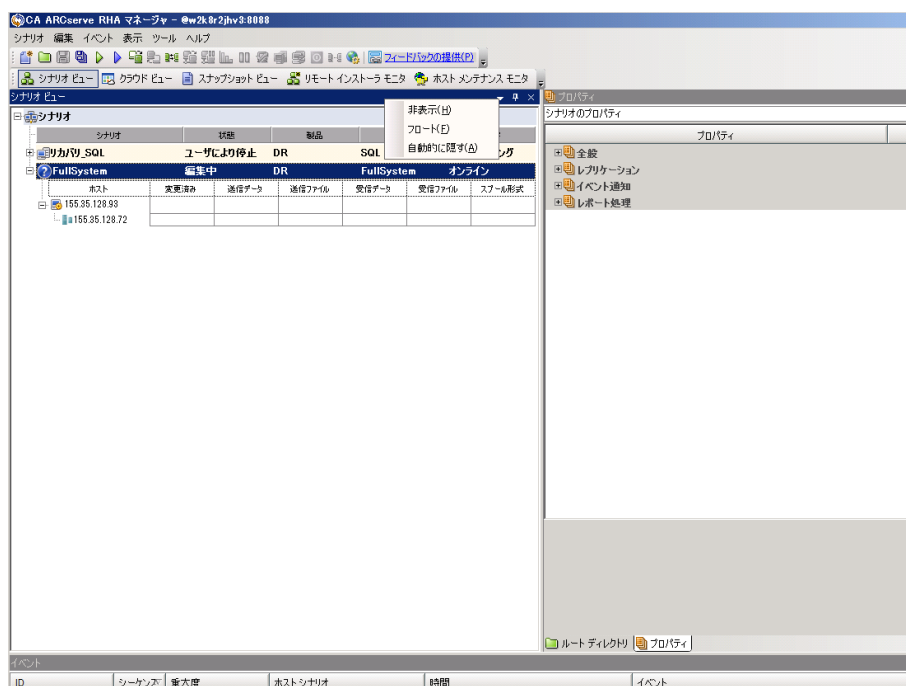 CA ARCserve RHA マネージャ - @w2k8r2jhv3:8088
シナリオ 編集 イベント 表示 ツール ヘルプ
フィードバックの提供(P)
シナリオ ビュー クラウド ビュー スナップショット ビュー リモート インストーラ モニタ ホスト メンテナンス モニタ
シナリオ ビュー
シナリオ
シナリオ 状態 製品
リカバリ_SQL ユーザにより停止 DR SQL ング
FullSystem 編集中 DR FullSystem オンライン
ホスト 変更済み 送信データ 送信ファイル 受信データ 受信ファイル スプール形式
155.35.128.93
155.35.128.72
非表示(H)
フロート(F)
自動的に隠す(A)
プロパティ
シナリオのプロパティ
プロパティ
全般
レプリケーション
イベント通知
レポート処理
ルート ディレクトリ プロパティ
イベント
ID シーケンス 重大度 ホスト シナリオ 時間 イベント